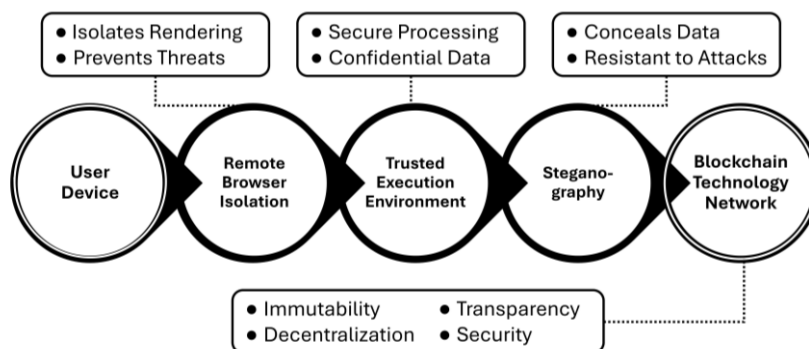 ● Isolates Rendering
● Prevents Threats
● Secure Processing
● Confidential Data
● Conceals Data
● Resistant to Attacks
User
Device
Remote
Browser
Isolation
Trusted
Execution
Environment
Stegano-
graphy
Blockchain
Technology
Network
● Immutability ● Transparency
● Decentralization ● Security